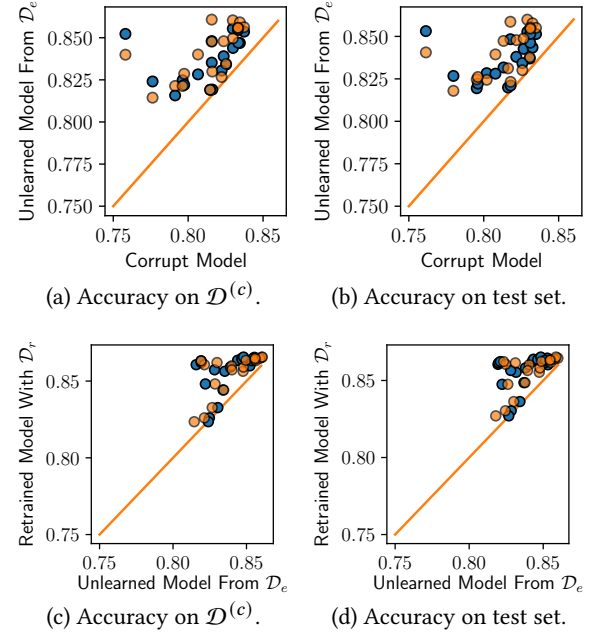 0.850
0.825
0.800
0.775
0.750
Unlearned Model From 𝒟ₑ
0.75 0.80 0.85
Corrupt Model
(a) Accuracy on 𝒟⁽ᶜ⁾.
0.850
0.825
0.800
0.775
0.750
Unlearned Model From 𝒟ₑ
0.75 0.80 0.85
Corrupt Model
(b) Accuracy on test set.
0.85
0.80
0.75
Retrained Model With 𝒟ᵣ
0.75 0.80 0.85
Unlearned Model From 𝒟ₑ
(c) Accuracy on 𝒟⁽ᶜ⁾.
0.85
0.80
0.75
Retrained Model With 𝒟ᵣ
0.75 0.80 0.85
Unlearned Model From 𝒟ₑ
(d) Accuracy on test set.